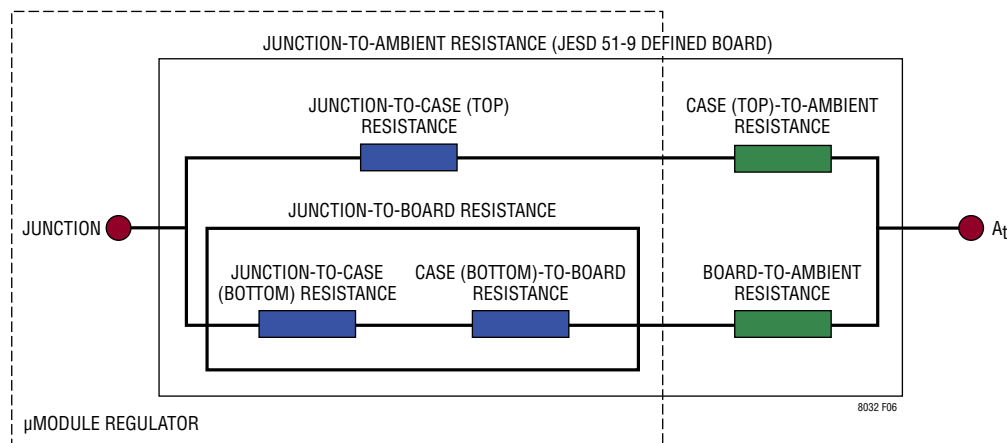 JUNCTION-TO-AMBIENT RESISTANCE (JESD 51-9 DEFINED BOARD)
JUNCTION-TO-CASE (TOP)
RESISTANCE
CASE (TOP)-TO-AMBIENT
RESISTANCE
JUNCTION-TO-BOARD RESISTANCE
JUNCTION
At
JUNCTION-TO-CASE
(BOTTOM) RESISTANCE
CASE (BOTTOM)-TO-BOARD
RESISTANCE
BOARD-TO-AMBIENT
RESISTANCE
8032 F06
µMODULE REGULATOR